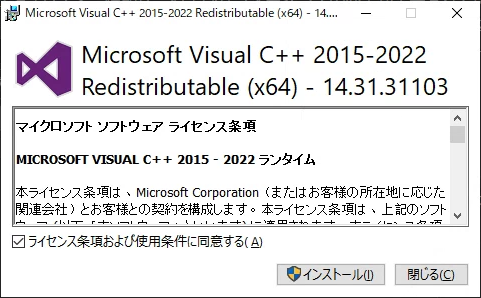 Microsoft Visual C++ 2015-2022 Redistributable (x64) - 14....
Microsoft Visual C++ 2015-2022
Redistributable (x64) - 14.31.31103
マイクロソフト ソフトウェア ライセンス条項
MICROSOFT VISUAL C++ 2015 - 2022 ランタイム
本ライセンス条項は、Microsoft Corporation (またはお客様の所在地に応じた
関連会社) とお客様との契約を構成します。本ライセンス条項は、上記のソフト
ライセンス条項および使用条件に同意する(A)
インストール(I)
閉じる(C)